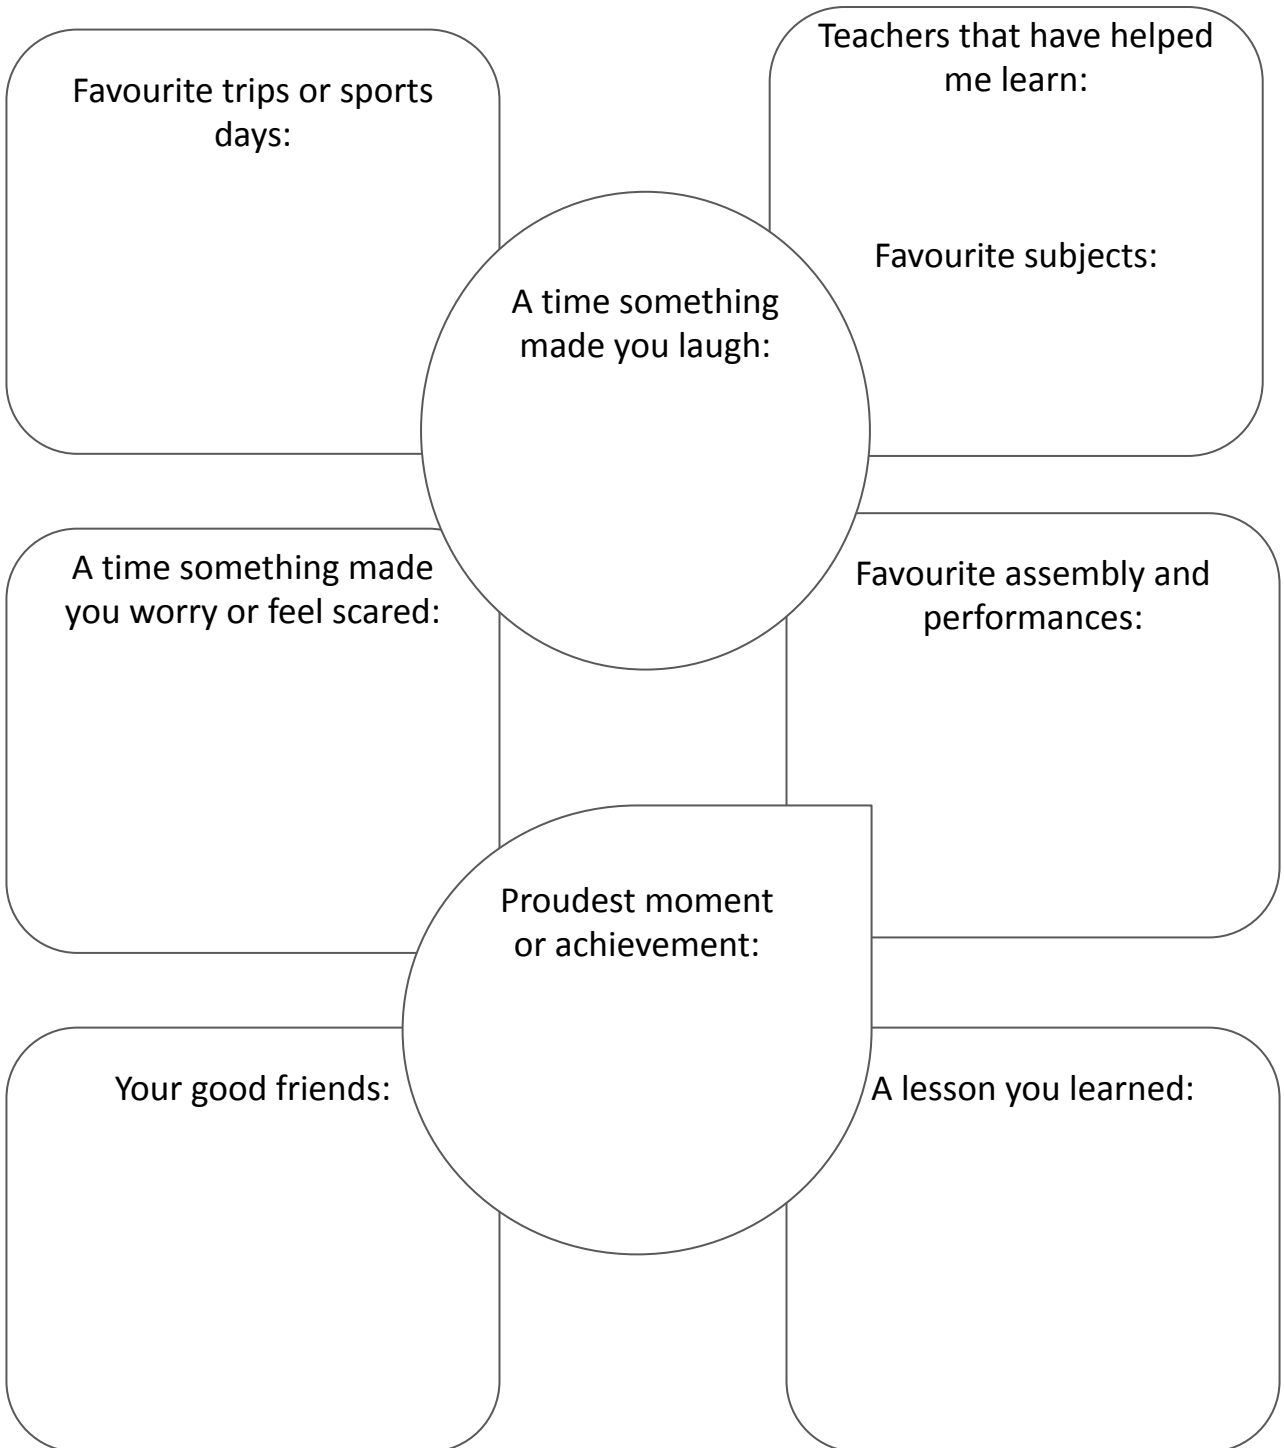 Favourite trips or sports
days:
Teachers that have helped
me learn:
Favourite subjects:
A time something
made you laugh:
A time something made
you worry or feel scared:
Favourite assembly and
performances:
Proudest moment
or achievement:
Your good friends:
A lesson you learned: